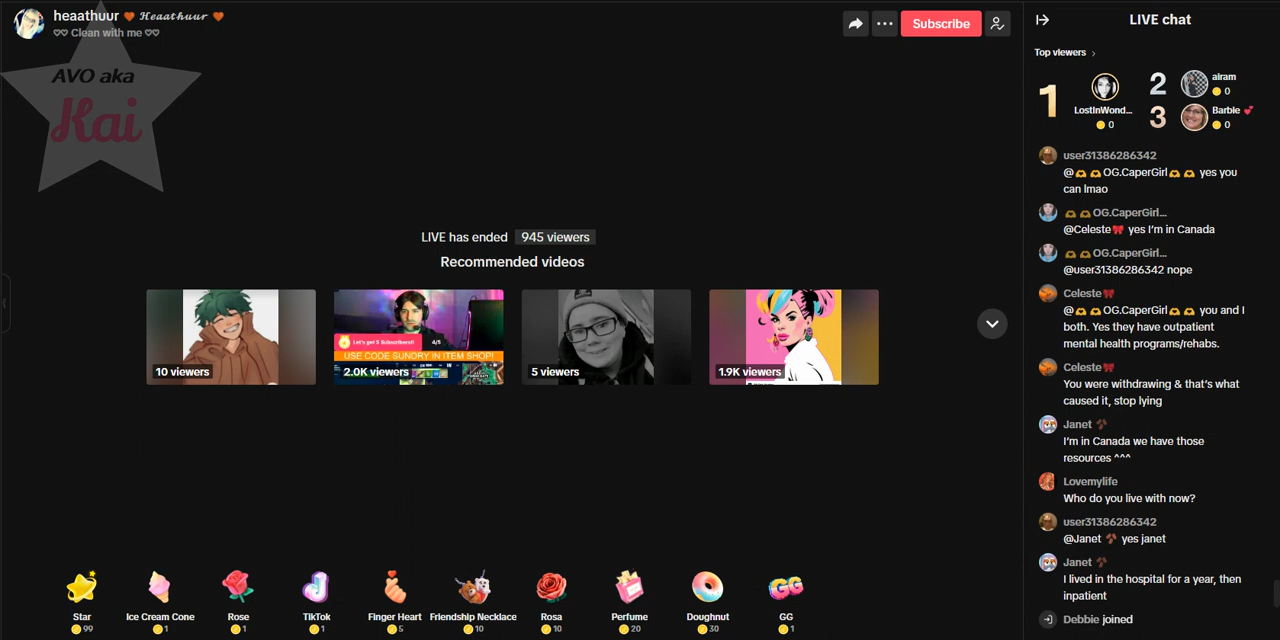 heaathuur 🧡 𝓗𝓮𝓪𝓪𝓽𝓱𝓾𝓾𝓻 🧡
♡♡ Clean with me ♡♡
AVO aka
Kai
Subscribe
LIVE has ended 945 viewers
Recommended videos
Let's get 5 Subscribers! 4/5
USE CODE SUNDRY IN ITEM SHOP!
10 viewers
2.0K viewers
5 viewers
1.9K viewers
Star
99
Ice Cream Cone
1
Rose
1
TikTok
1
Finger Heart
5
Friendship Necklace
10
Rosa
10
Perfume
20
Doughnut
30
GG
GG
1
LIVE chat
Top viewers >
1
LostInWond...
0
2
alram
0
3
Barbie 💕
0
user31386286342
@🫶🫶OG.CaperGirl🫶🫶 yes you
can lmao
🫶🫶OG.CaperGirl...
@Celeste🎀 yes I'm in Canada
🫶🫶OG.CaperGirl...
@user31386286342 nope
Celeste🎀
@🫶🫶OG.CaperGirl🫶🫶 you and I
both. Yes they have outpatient
mental health programs/rehabs.
Celeste🎀
You were withdrawing & that's what
caused it, stop lying
Janet
I'm in Canada we have those
resources ^^^
Lovemylife
Who do you live with now?
user31386286342
@Janet yes janet
Janet
I lived in the hospital for a year, then
inpatient
Debbie joined